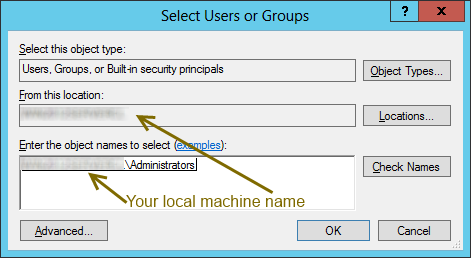 Select Users or Groups
?
Select this object type:
Users, Groups, or Built-in security principals
Object Types...
From this location:
Locations...
Enter the object names to select (examples):
.\Administrators
Check Names
Your local machine name
Advanced...
OK
Cancel